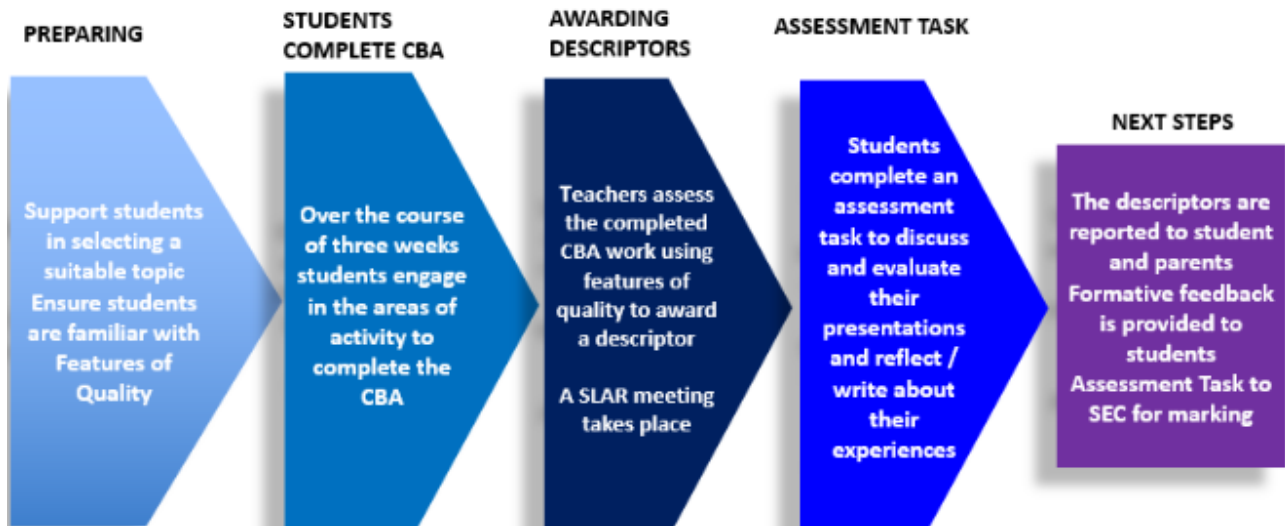 PREPARING
Support students
in selecting a
suitable topic
Ensure students
are familiar with
Features of
Quality
STUDENTS
COMPLETE CBA
Over the course
of three weeks
students engage
in the areas of
activity to
complete the
CBA
AWARDING
DESCRIPTORS
Teachers assess
the completed
CBA work using
features of
quality to award
a descriptor
A SLAR meeting
takes place
ASSESSMENT TASK
Students
complete an
assessment
task to discuss
and evaluate
their
presentations
and reflect /
write about
their
experiences
NEXT STEPS
The descriptors are
reported to student
and parents
Formative feedback
is provided to
students
Assessment Task to
SEC for marking